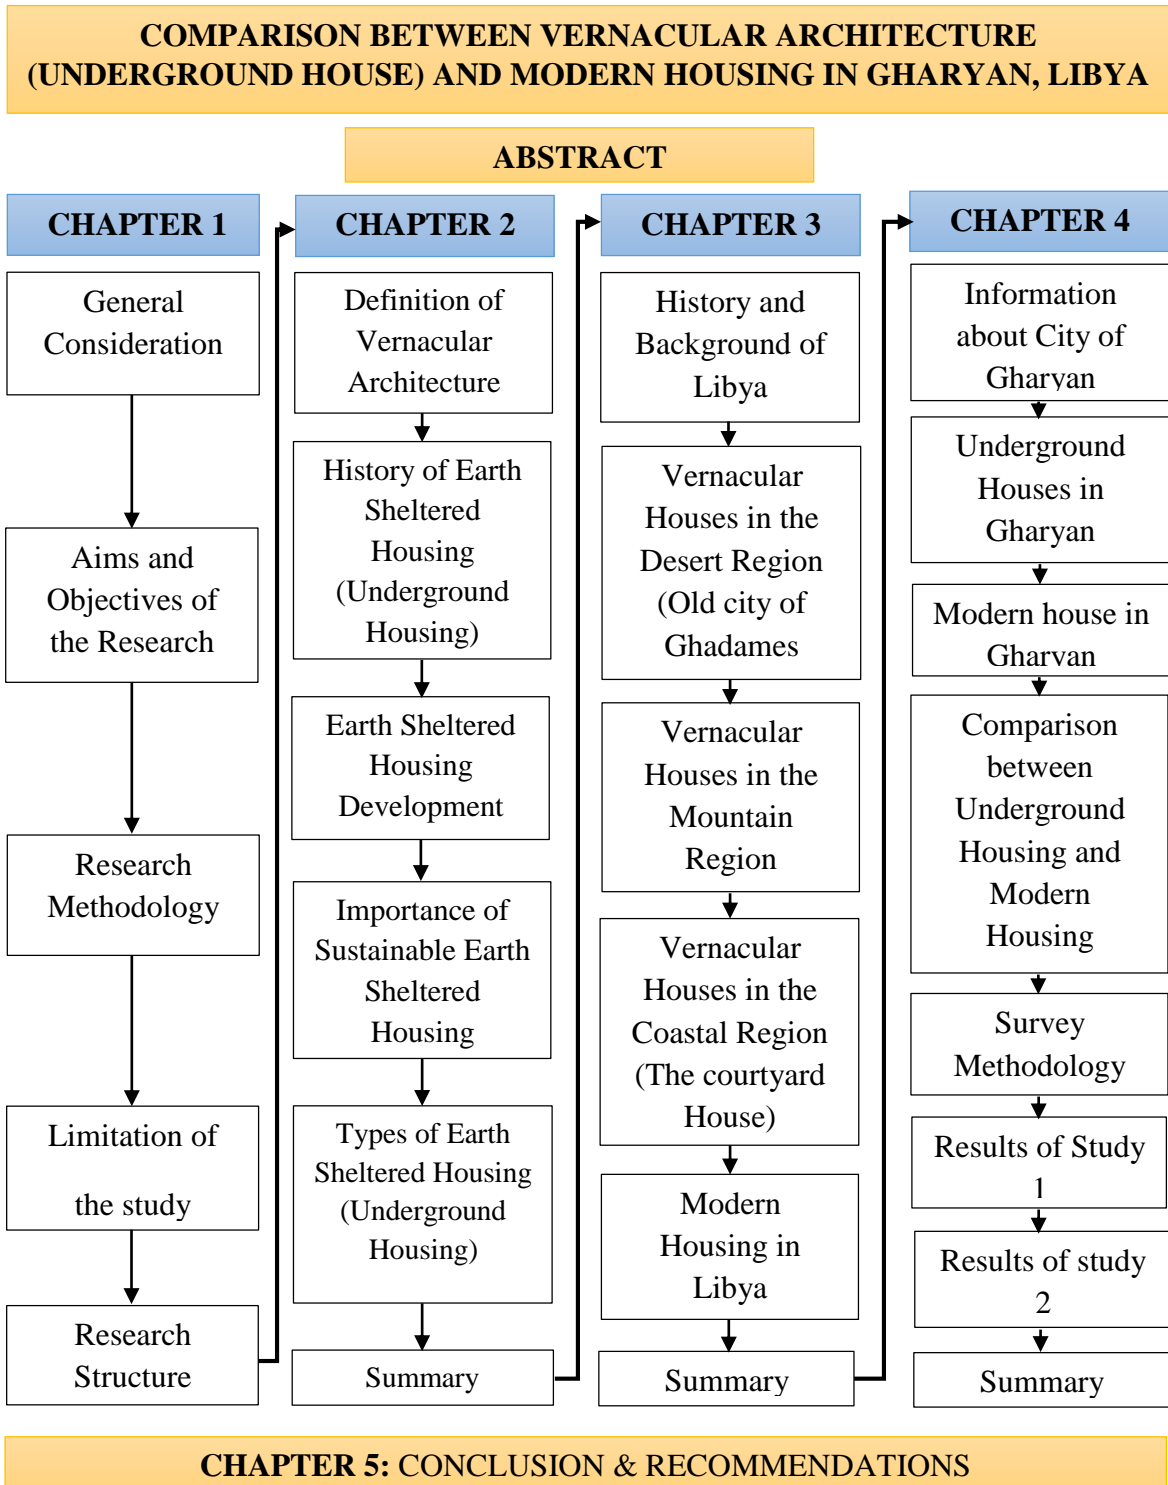 COMPARISON BETWEEN VERNACULAR ARCHITECTURE
(UNDERGROUND HOUSE) AND MODERN HOUSING IN GHARYAN, LIBYA
ABSTRACT
CHAPTER 1
General
Consideration
Aims and
Objectives of
the Research
Research
Methodology
Limitation of
the study
Research
Structure
CHAPTER 2
Definition of
Vernacular
Architecture
History of Earth
Sheltered
Housing
(Underground
Housing)
Earth Sheltered
Housing
Development
Importance of
Sustainable Earth
Sheltered
Housing
Types of Earth
Sheltered Housing
(Underground
Housing)
Summary
CHAPTER 3
History and
Background of
Libya
Vernacular
Houses in the
Desert Region
(Old city of
Ghadames
Vernacular
Houses in the
Mountain
Region
Vernacular
Houses in the
Coastal Region
(The courtyard
House)
Modern
Housing in
Libya
Summary
CHAPTER 4
Information
about City of
Gharyan
Underground
Houses in
Gharyan
Modern house in
Gharyan
Comparison
between
Underground
Housing and
Modern
Housing
Survey
Methodology
Results of Study
1
Results of study
2
Summary
CHAPTER 5: CONCLUSION & RECOMMENDATIONS